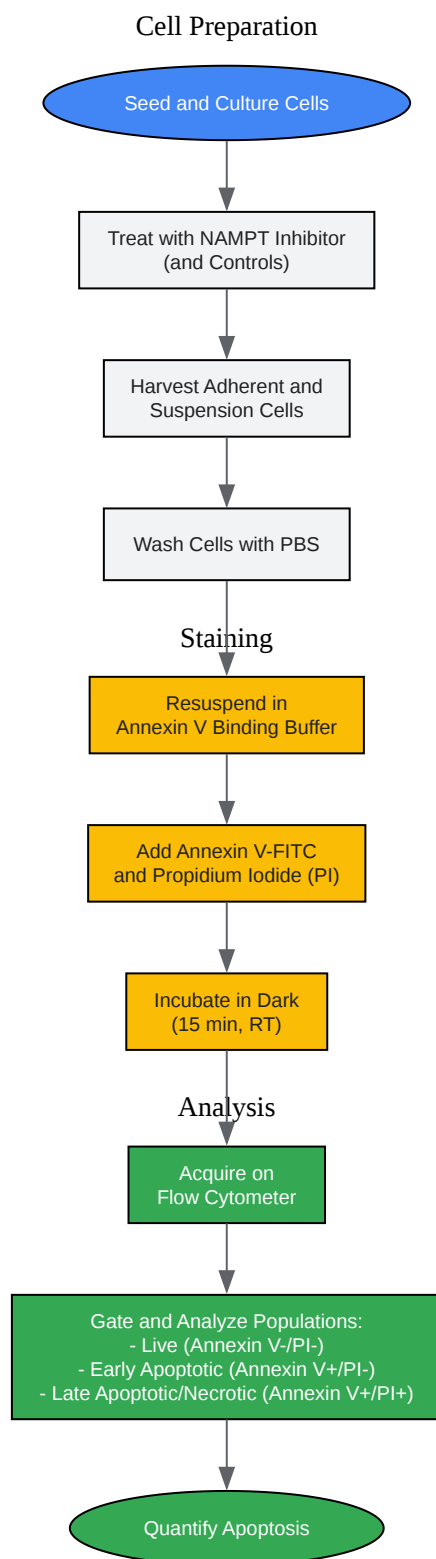 Cell Preparation
Seed and Culture Cells
Treat with NAMPT Inhibitor
(and Controls)
Harvest Adherent and
Suspension Cells
Wash Cells with PBS
Staining
Resuspend in
Annexin V Binding Buffer
Add Annexin V-FITC
and Propidium Iodide (PI)
Incubate in Dark
(15 min, RT)
Analysis
Acquire on
Flow Cytometer
Gate and Analyze Populations:
- Live (Annexin V-/PI-)
- Early Apoptotic (Annexin V+/PI-)
- Late Apoptotic/Necrotic (Annexin V+/PI+)
Quantify Apoptosis